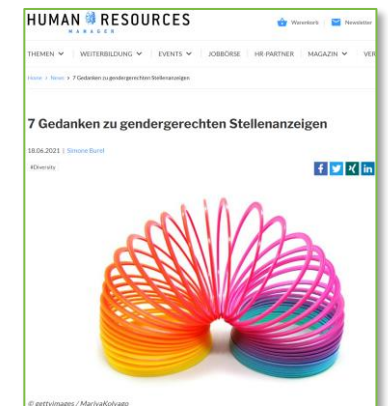 HUMAN RESOURCES
MANAGER
Warenkorb
Newsletter
THEMEN
WEITERBILDUNG
EVENTS
JOBBÖRSE
HR-PARTNER
MAGAZIN
VER
Home > News > 7 Gedanken zu gendergerechten Stellenanzeigen
7 Gedanken zu gendergerechten Stellenanzeigen
18.06.2021 | Simone Burel
#Diversity
© gettyimages / MariyaKolyago